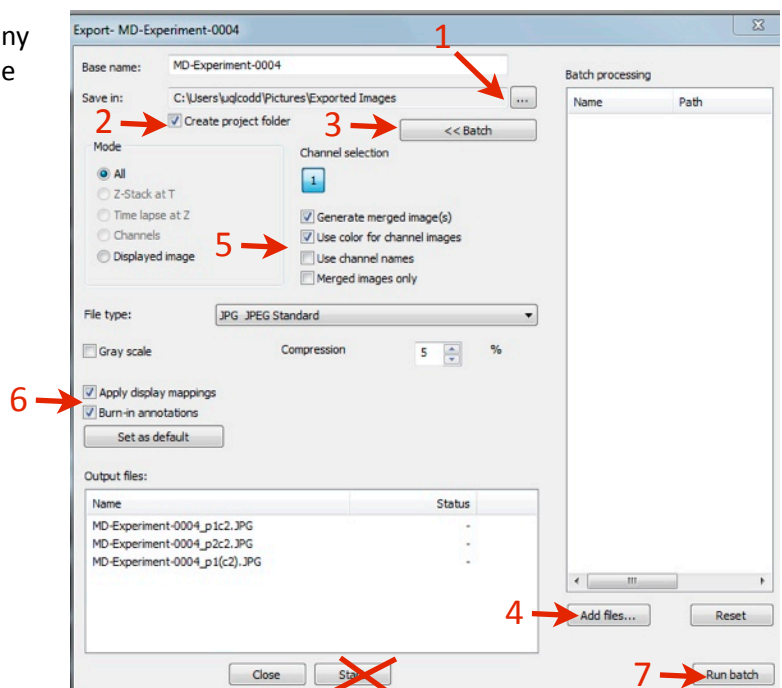 ny
e
Export- MD-Experiment-0004
1
Base name: MD-Experiment-0004
Batch processing
Save in: C:\Users\uqlcodd\Pictures\Exported Images ...
Name Path
2 Create project folder 3 << Batch
Mode
Channel selection
All
1
Z-Stack at T
Time lapse at Z
Channels
Displayed image
5
Generate merged image(s)
Use color for channel images
Use channel names
Merged images only
File type: JPG JPEG Standard
Gray scale Compression 5 %
6
Apply display mappings
Burn-in annotations
Set as default
Output files:
Name Status
MD-Experiment-0004_p1c2.JPG -
MD-Experiment-0004_p2c2.JPG -
MD-Experiment-0004_p1(c2).JPG -
4 Add files... Reset
Close
7 Run batch